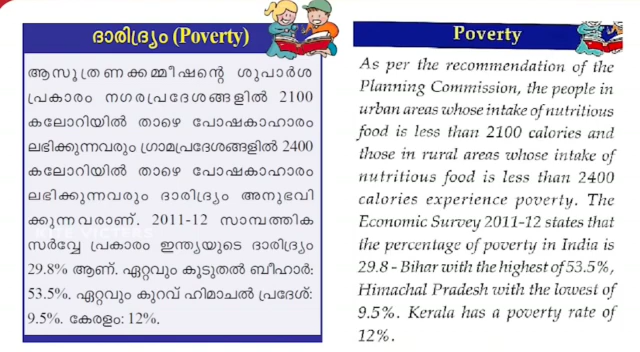 ദാരിദ്ര്യം (Poverty)
ആസൂത്രണക്കമ്മീഷന്റെ ശുപാർശ
പ്രകാരം നഗരപ്രദേശങ്ങളിൽ 2100
കലോറിയിൽ താഴെ പോഷകാഹാരം
ലഭിക്കുന്നവരും ഗ്രാമപ്രദേശങ്ങളിൽ 2400
കലോറിയിൽ താഴെ പോഷകാഹാരം
ലഭിക്കുന്നവരും ദാരിദ്ര്യം അനുഭവി
ക്കുന്നവരാണ്. 2011-12 സാമ്പത്തിക
സർവ്വേ പ്രകാരം ഇന്ത്യയുടെ ദാരിദ്ര്യം
29.8% ആണ്. ഏറ്റവും കൂടുതൽ ബീഹാർ:
53.5%. ഏറ്റവും കുറവ് ഹിമാചൽ പ്രദേശ്:
9.5%. കേരളം: 12%.
Poverty
As per the recommendation of the
Planning Commission, the people in
urban areas whose intake of nutritious
food is less than 2100 calories and
those in rural areas whose intake of
nutritious food is less than 2400
calories experience poverty. The
Economic Survey 2011-12 states that
the percentage of poverty in India is
29.8 - Bihar with the highest of 53.5%,
Himachal Pradesh with the lowest of
9.5%. Kerala has a poverty rate of
12%.